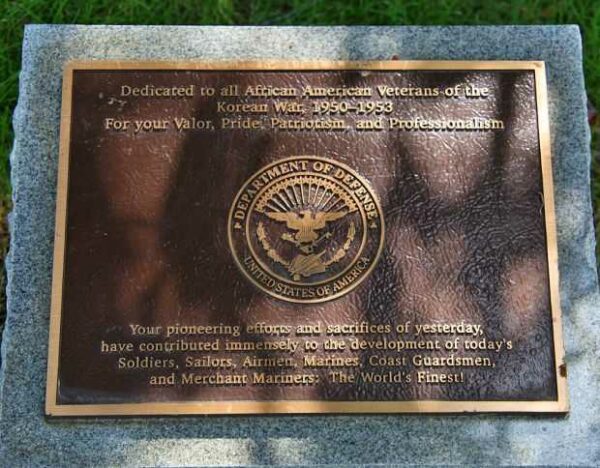 Dedicated to all African American Veterans of the
Korean War, 1950-1953
For your Valor, Pride, Patriotism, and Professionalism
DEPARTMENT OF DEFENSE
UNITED STATES OF AMERICA
Your pioneering efforts and sacrifices of yesterday,
have contributed immensely to the development of today's
Soldiers, Sailors, Airmen, Marines, Coast Guardsmen,
and Merchant Mariners: The World's Finest!